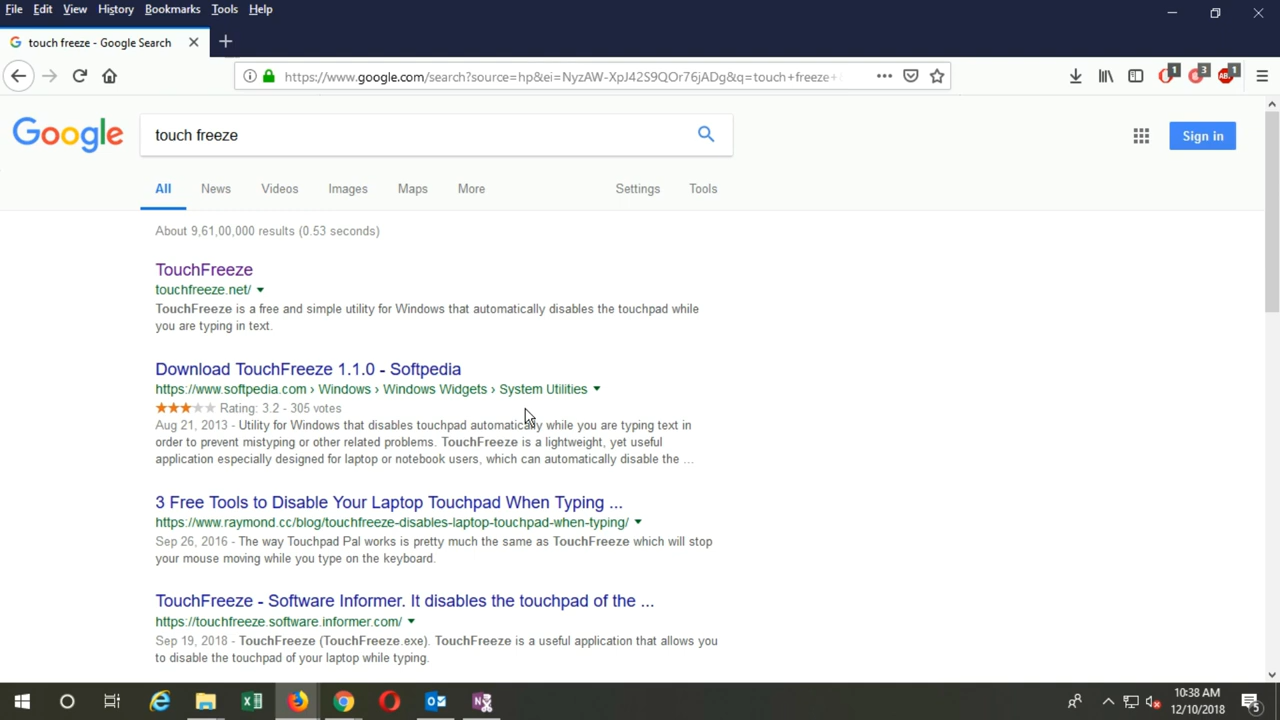 File Edit View History Bookmarks Tools Help
touch freeze - Google Search
https://www.google.com/search?source=hp&ei=NyzAW-XpJ42S9QOr76jADg&q=touch+freeze+
1 3 ABP 1
Google touch freeze Sign in
All News Videos Images Maps More Settings Tools
About 9,61,00,000 results (0.53 seconds)
TouchFreeze
touchfreeze.net/
TouchFreeze is a free and simple utility for Windows that automatically disables the touchpad while
you are typing in text.
Download TouchFreeze 1.1.0 - Softpedia
https://www.softpedia.com › Windows › Windows Widgets › System Utilities
Rating: 3.2 - 305 votes
Aug 21, 2013 - Utility for Windows that disables touchpad automatically while you are typing text in
order to prevent mistyping or other related problems. TouchFreeze is a lightweight, yet useful
application especially designed for laptop or notebook users, which can automatically disable the ...
3 Free Tools to Disable Your Laptop Touchpad When Typing ...
https://www.raymond.cc/blog/touchfreeze-disables-laptop-touchpad-when-typing/
Sep 26, 2016 - The way Touchpad Pal works is pretty much the same as TouchFreeze which will stop
your mouse moving while you type on the keyboard.
TouchFreeze - Software Informer. It disables the touchpad of the ...
https://touchfreeze.software.informer.com/
Sep 19, 2018 - TouchFreeze (TouchFreeze.exe). TouchFreeze is a useful application that allows you
to disable the touchpad of your laptop while typing.
10:38 AM
12/10/2018
5